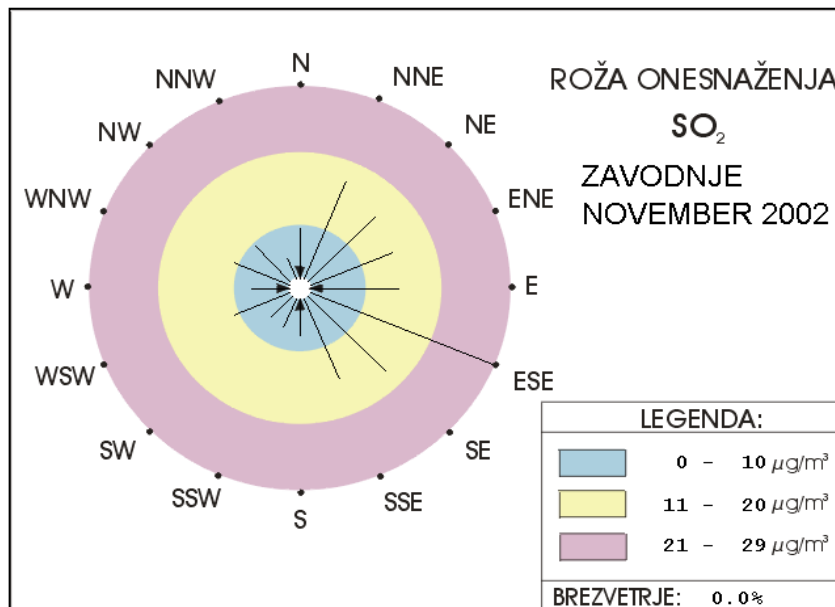 N
NNE
NE
ENE
E
ESE
SE
SSE
S
SSW
SW
WSW
W
WNW
NW
NNW
ROŽA ONESNAŽENJA
SO₂
ZAVODNJE
NOVEMBER 2002
LEGENDA:
0 - 10 µg/m³
11 - 20 µg/m³
21 - 29 µg/m³
BREZVETRJE: 0.0%